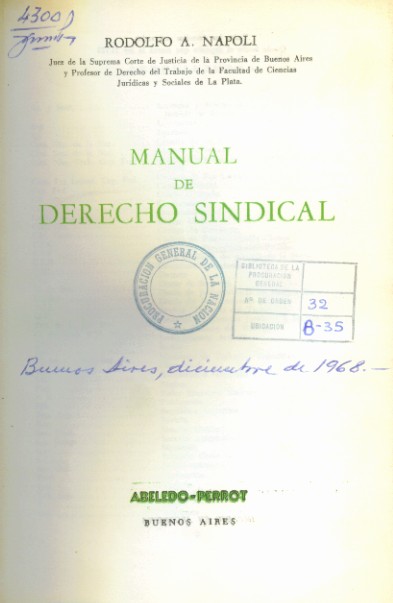 4300
RODOLFO A. NAPOLI
Juez de la Suprema Corte de Justicia de la Provincia de Buenos Aires
y Profesor de Derecho del Trabajo de la Facultad de Ciencias
Jurídicas y Sociales de La Plata.
MANUAL
DE
DERECHO SINDICAL
PROCURACION GENERAL DE LA NACION
BIBLIOTECA DE LA
PROCURACION
GENERAL
Nº DE ORDEN 32
UBICACION 8-35
Buenos Aires, diciembre de 1968.—
ABELEDO-PERROT
BUENOS AIRES